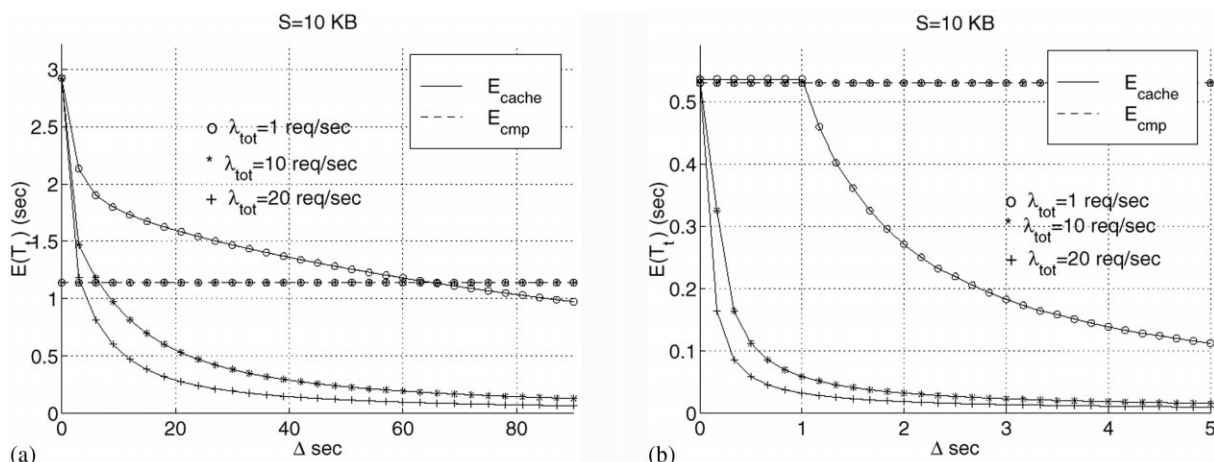 S=10 KB
3
2.5
2
1.5
1
0.5
0
E(T_t) (sec)
E_cache
E_cmp
o λ_tot=1 req/sec
* λ_tot=10 req/sec
+ λ_tot=20 req/sec
0 20 40 60 80
Δ sec
(a)
S=10 KB
0.5
0.4
0.3
0.2
0.1
0
E(T_t) (sec)
E_cache
E_cmp
o λ_tot=1 req/sec
* λ_tot=10 req/sec
+ λ_tot=20 req/sec
0 1 2 3 4 5
Δ sec
(b)